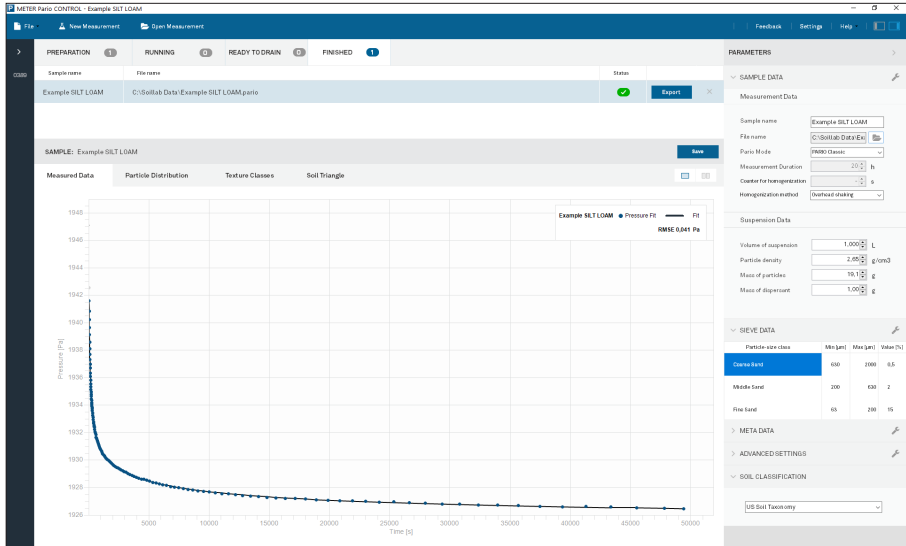 METER Pario CONTROL - Example SILT LOAM
File
New Measurement
Open Measurement
Feedback
Settings
Help
PREPARATION 1
RUNNING 0
READY TO DRAIN 0
FINISHED 1
Sample name
File name
Status
Example SILT LOAM
C:\Soillab Data\Example SILT LOAM.pario
Export
SAMPLE: Example SILT LOAM
Save
Measured Data
Particle Distribution
Texture Classes
Soil Triangle
Example SILT LOAM
Pressure Fit
Fit
RMSE 0,041 Pa
Pressure [Pa]
1945
1946
1944
1942
1940
1938
1936
1934
1932
1930
1928
1926
5000 10000 15000 20000 25000 30000 35000 40000 45000 50000
Time [s]
PARAMETERS
SAMPLE DATA
Measurement Data
Sample name Example SILT LOAM
File name C:\Soillab Data\Exa
Pario Mode PARIO Classic
Measurement Duration 20 h
Counter for homogenization - s
Homogenization method Overhead shaking
Suspension Data
Volume of suspension 1,000 L
Particle density 2,65 g/cm3
Mass of particles 19,1 g
Mass of dispersant 1,00 g
SIEVE DATA
Particle-size class Min [µm] Max [µm] Value [%]
Coarse Sand 630 2000 0,5
Middle Sand 200 630 2
Fine Sand 63 200 15
META DATA
ADVANCED SETTINGS
SOIL CLASSIFICATION
US Soil Taxonomy